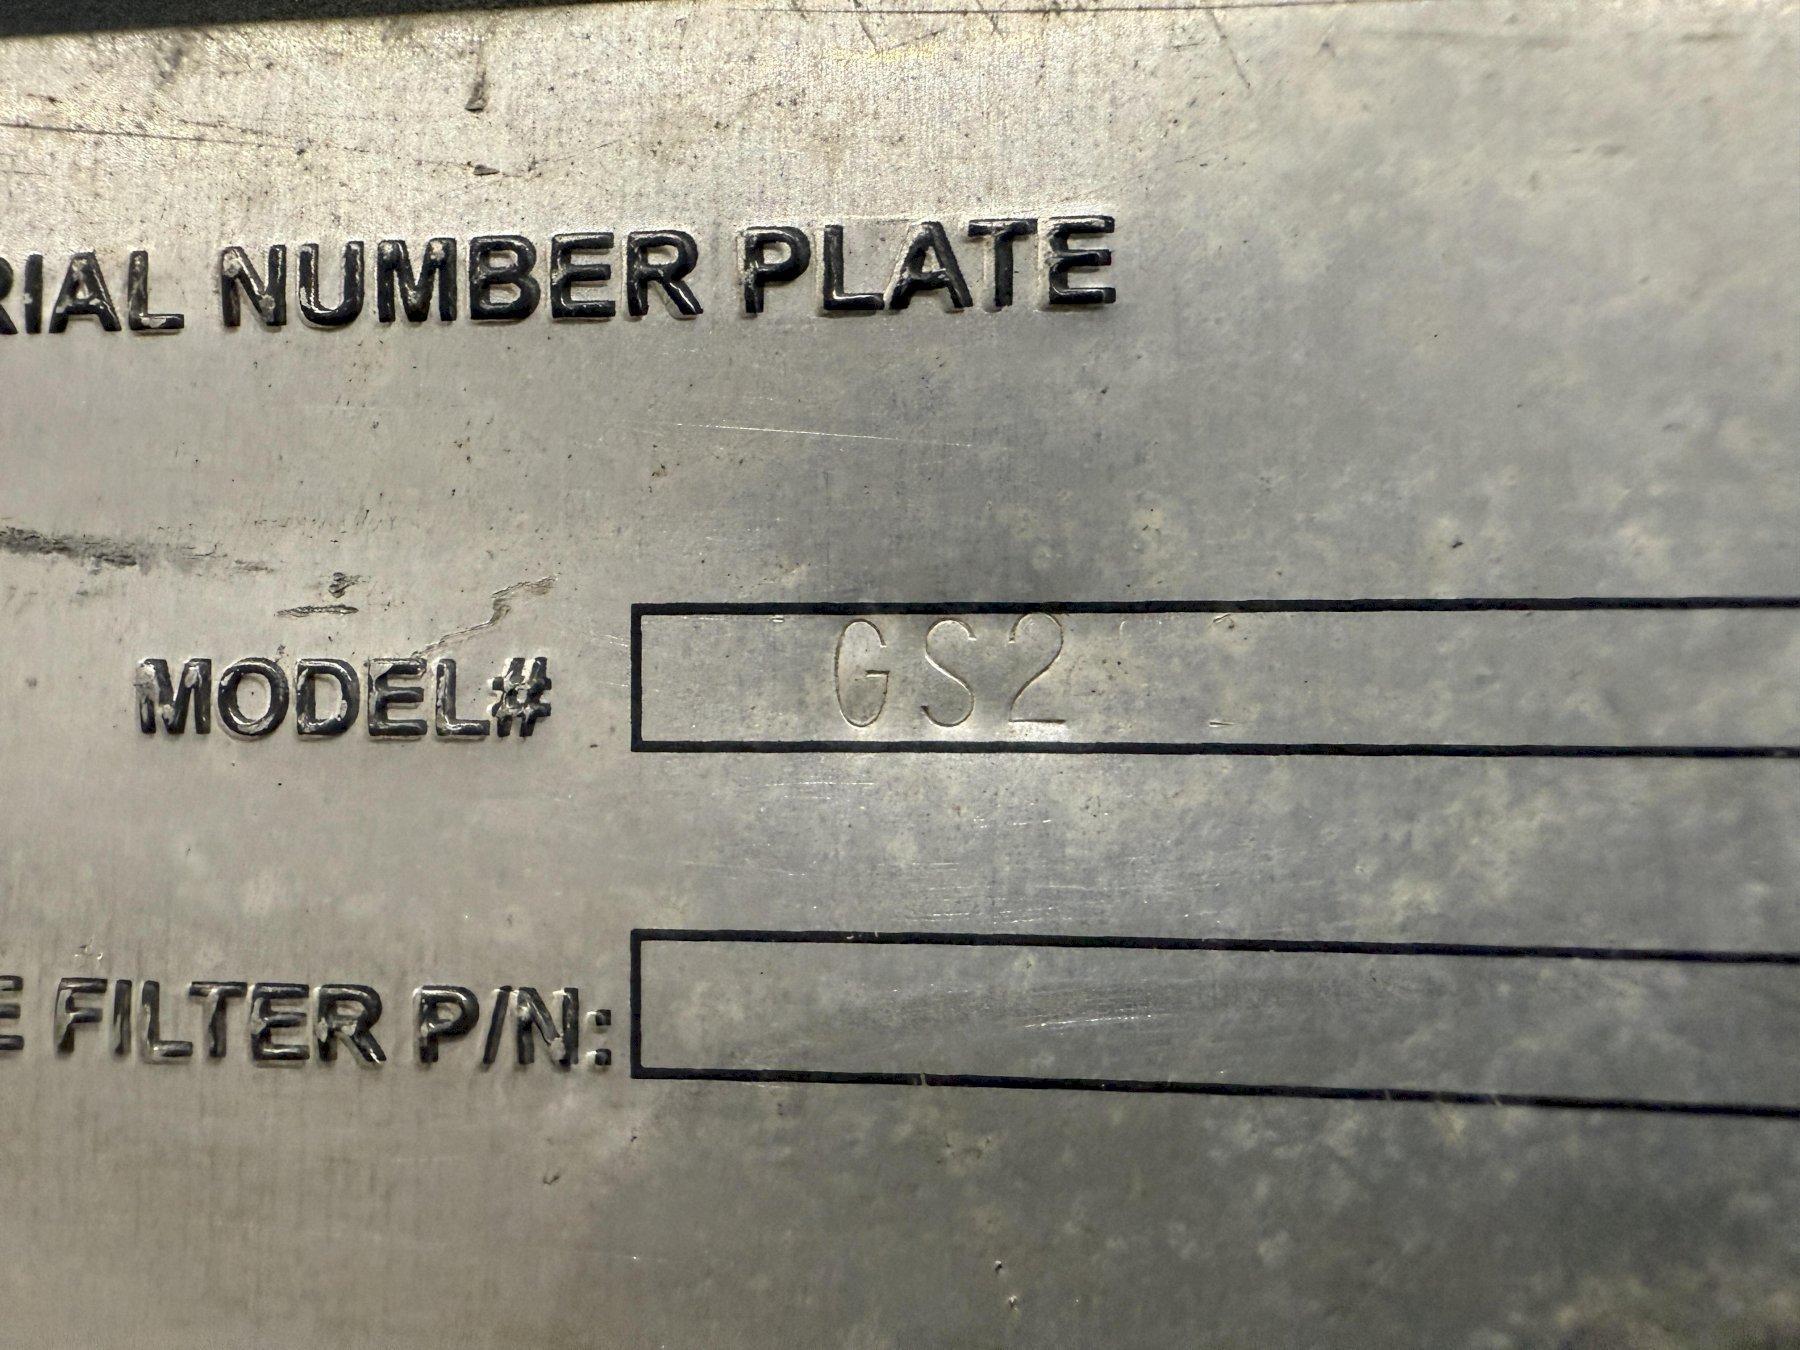 RIAL NUMBER PLATE
MODEL# GS2
E FILTER P/N: